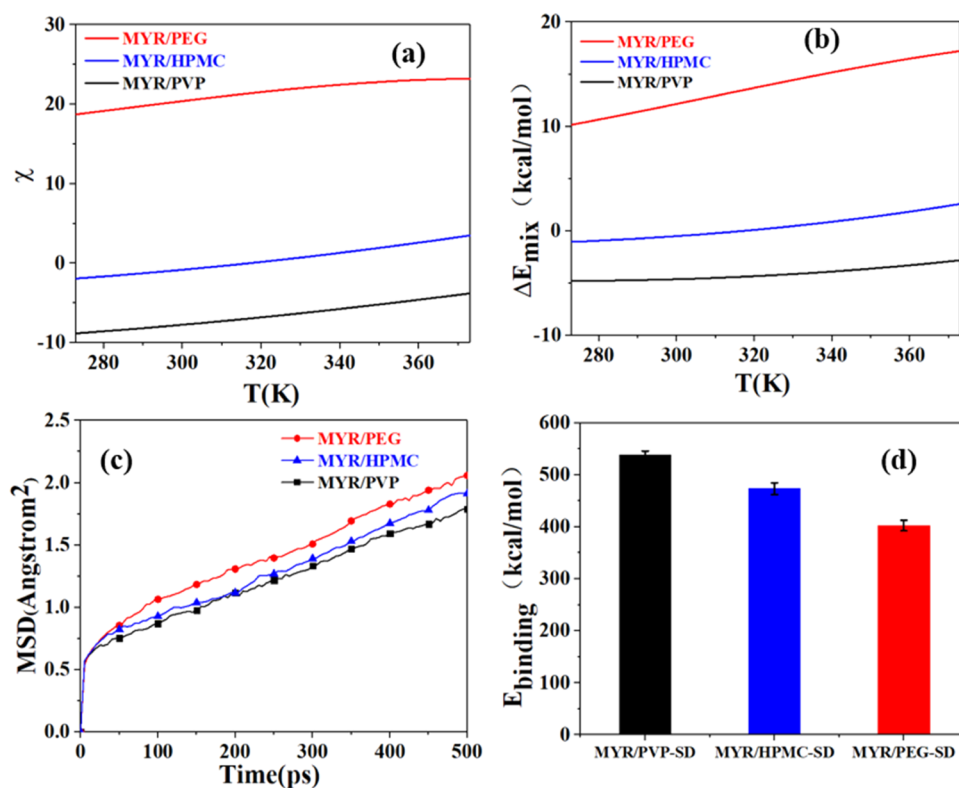 MYR/PEG
MYR/HPMC
MYR/PVP
(a)
χ
30
20
10
0
-10
280
300
320
340
360
T(K)
MYR/PEG
MYR/HPMC
MYR/PVP
(b)
ΔEmix（kcal/mol）
20
10
0
-10
280
300
320
340
360
T(K)
(c)
MYR/PEG
MYR/HPMC
MYR/PVP
MSD(Angstrom2)
2.5
2.0
1.5
1.0
0.5
0.0
0
100
200
300
400
500
Time(ps)
(d)
Ebinding（kcal/mol）
600
500
400
300
200
100
0
MYR/PVP-SD
MYR/HPMC-SD
MYR/PEG-SD